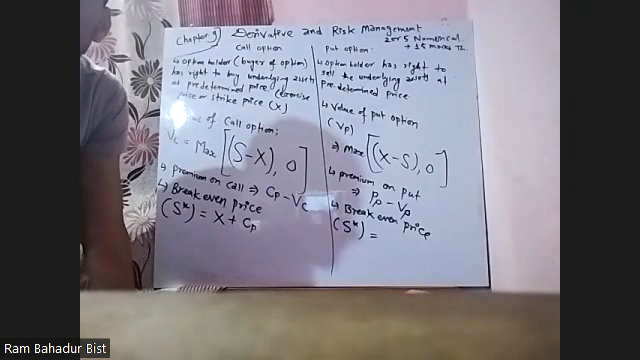 Chapter-9 Derivative and Risk Management
2 or 5 Numerical
+ 15 marks Th.
Call option
↳ option holder (buyer of option)
has right to buy underlying assets
at predetermined price. (exercise
price or strike price (X)
value of call option;
Vc = Max [(S-X), 0]
↳ premium on call ⇒ Cp - Vc
↳ Break even price
(S*) = X + Cp
Put option:
↳ option holder has right to
sell the underlying assets at
pre determined price.
↳ Value of put option
(Vp)
⇒ Max [(X-S), 0]
↳ premium on put
⇒ Pp - Vp
↳ Break even price
(S*) =
Ram Bahadur Bist